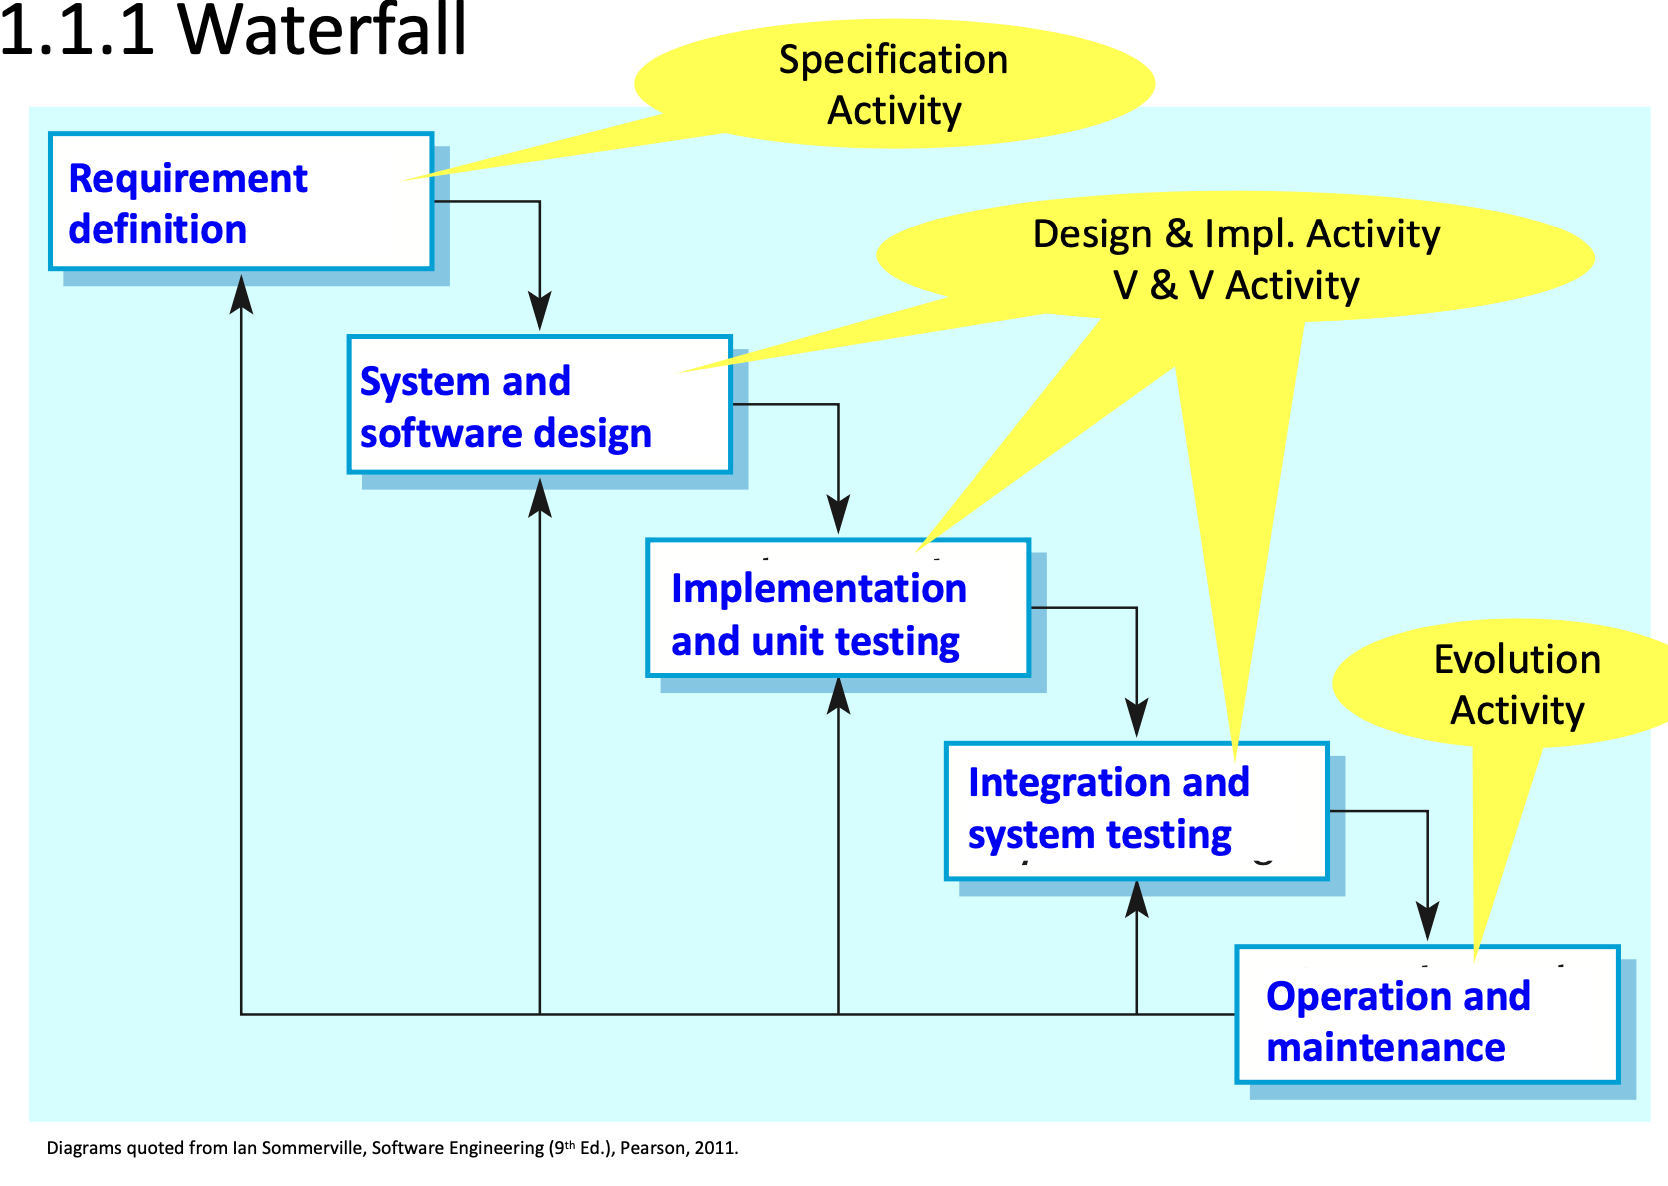 1.1.1 Waterfall
Specification
Activity
Requirement
definition
Design & Impl. Activity
V & V Activity
System and
software design
Implementation
and unit testing
Evolution
Activity
Integration and
system testing
Operation and
maintenance
Diagrams quoted from Ian Sommerville, Software Engineering (9th Ed.), Pearson, 2011.